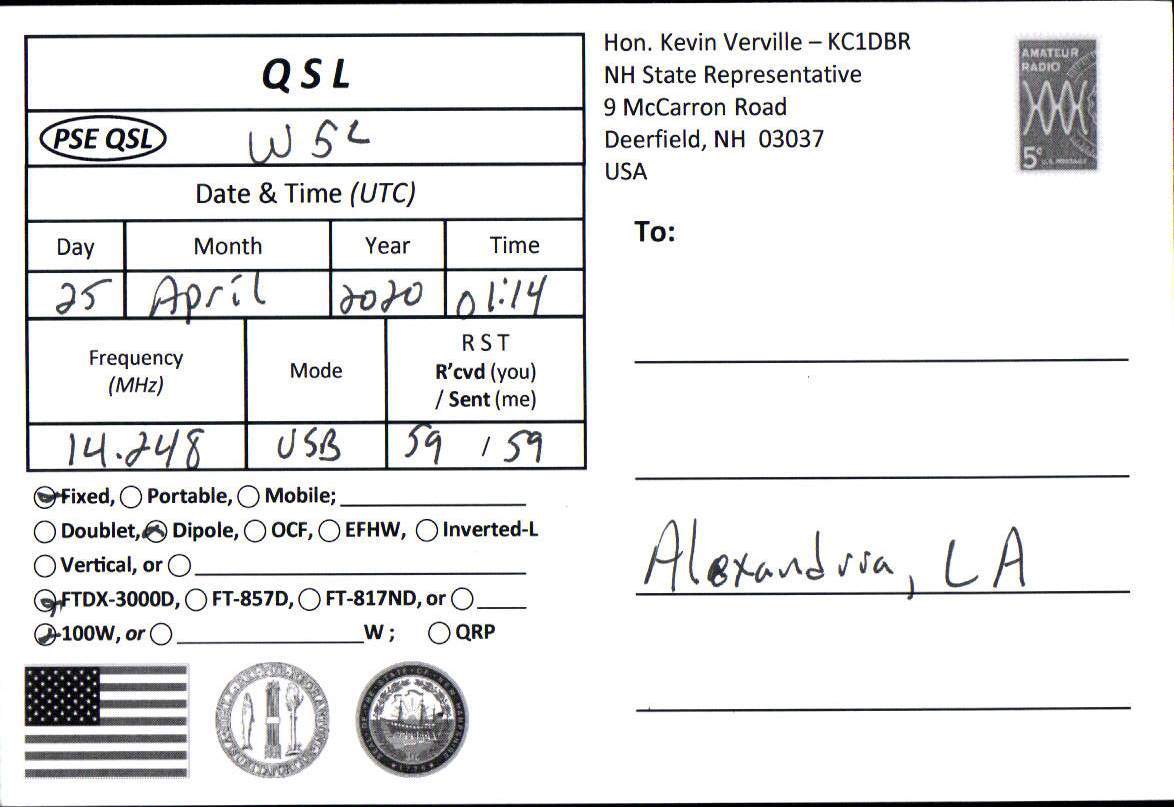 QSL
PSE QSL W5L
Date & Time (UTC)
Day Month Year Time
25 April 2020 01:14
Frequency (MHz) Mode R S T R'cvd (you) / Sent (me)
14.248 USB 59 / 59
Fixed, Portable, Mobile;
Doublet, Dipole, OCF, EFHW, Inverted-L
Vertical, or
FTDX-3000D, FT-857D, FT-817ND, or
100W, or W ; QRP
Hon. Kevin Verville – KC1DBR
NH State Representative
9 McCarron Road
Deerfield, NH 03037
USA
AMATEUR
RADIO
5c U.S. POSTAGE
To:
Alexandria, LA